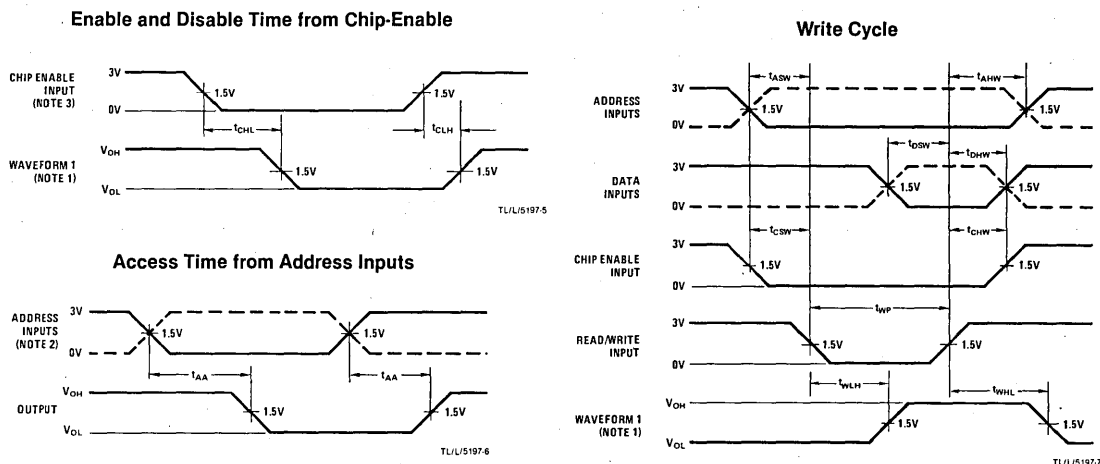 Enable and Disable Time from Chip-Enable
CHIP ENABLE
INPUT
(NOTE 3)
3V
0V
1.5V
1.5V
tCHL
tCLH
WAVEFORM 1
(NOTE 1)
VOH
VOL
1.5V
1.5V
TL/L/5197-5
Access Time from Address Inputs
ADDRESS
INPUTS
(NOTE 2)
3V
0V
1.5V
1.5V
tAA
tAA
OUTPUT
VOH
VOL
1.5V
1.5V
TL/L/5197-6
Write Cycle
tASW
tAHW
ADDRESS
INPUTS
3V
0V
1.5V
1.5V
tDSW
tDHW
DATA
INPUTS
3V
0V
1.5V
1.5V
tCSW
tCHW
CHIP ENABLE
INPUT
3V
0V
1.5V
1.5V
tWP
READ/WRITE
INPUT
3V
0V
1.5V
1.5V
tWLH
tWHL
WAVEFORM 1
(NOTE 1)
VOH
VOL
1.5V
1.5V
TL/L/5197-7